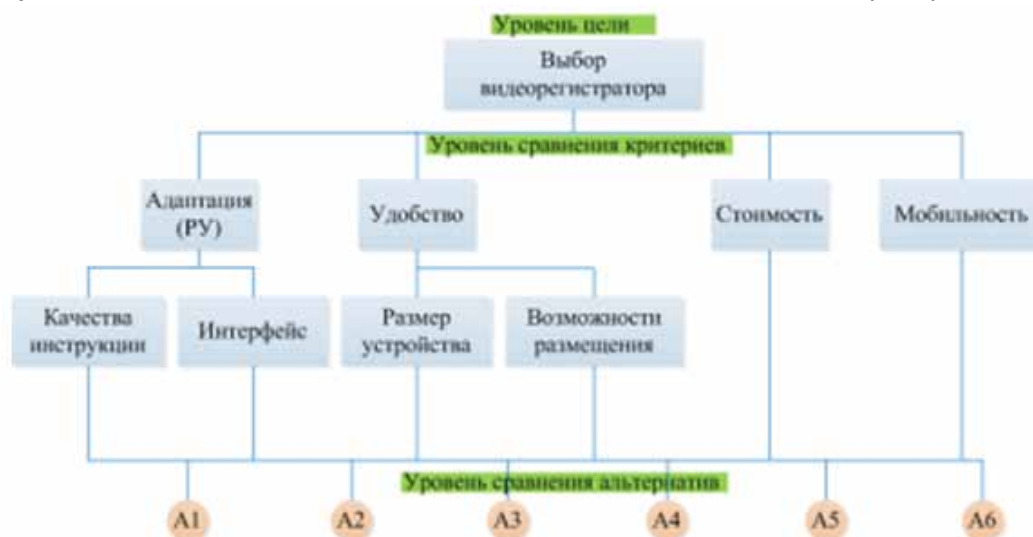 Уровень цели
Выбор
видеорегистратора
Уровень сравнения критериев
Адаптация
(РУ)
Удобство
Стоимость
Мобильность
Качества
инструкции
Интерфейс
Размер
устройства
Возможности
размещения
Уровень сравнения альтернатив
А1
А2
А3
А4
А5
А6